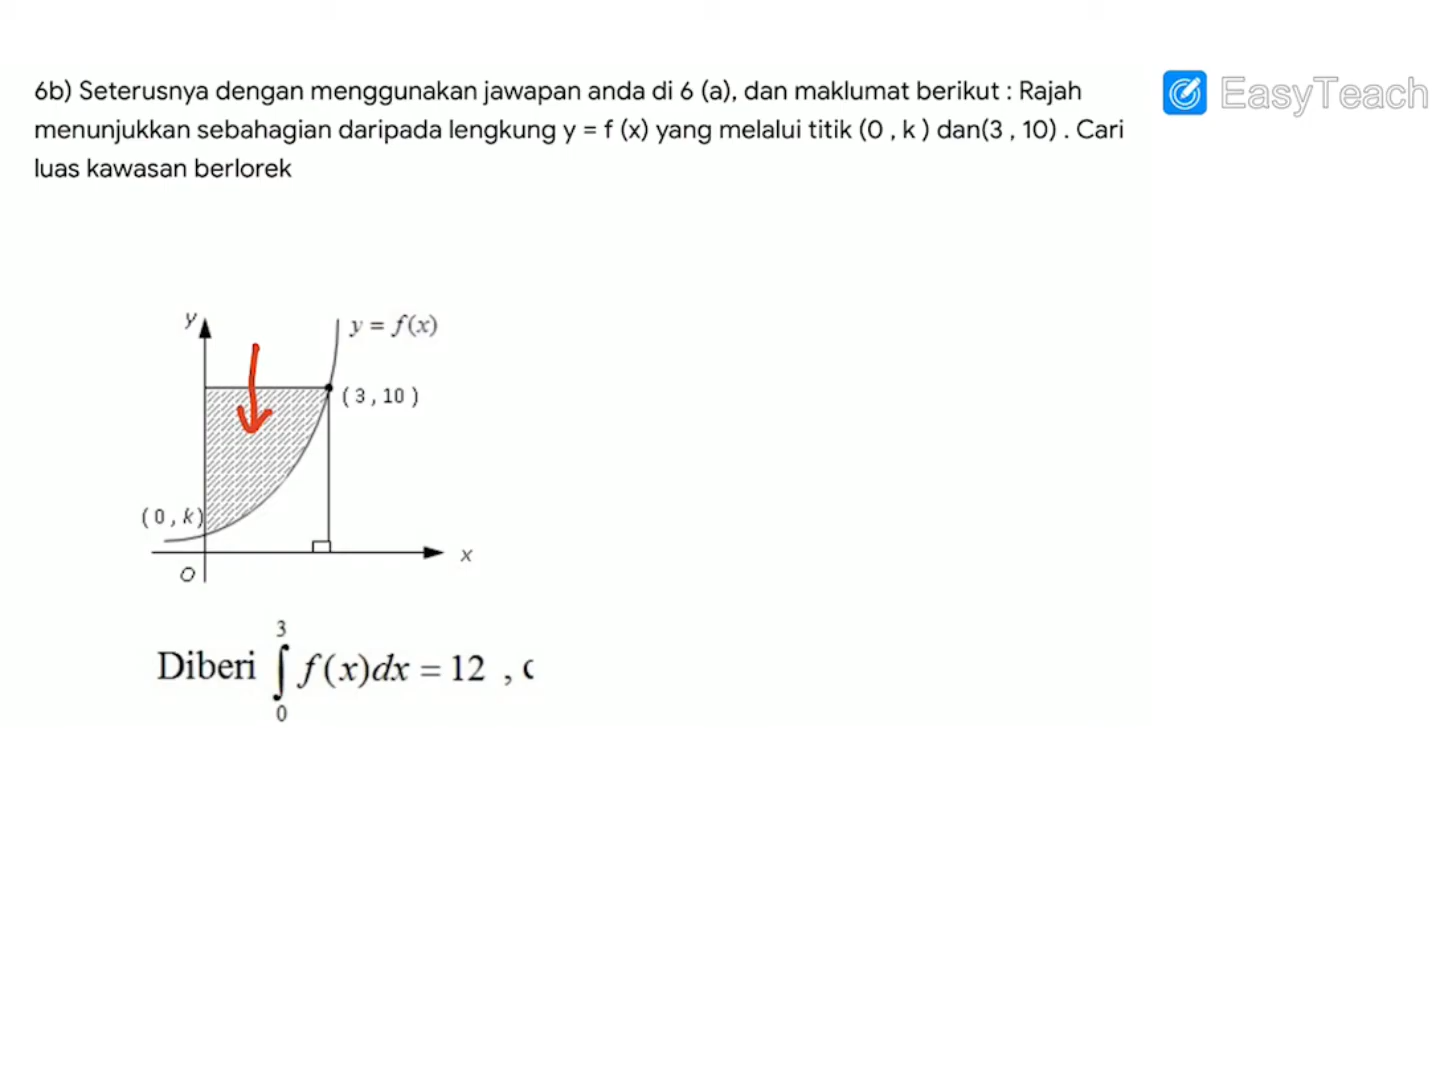 6b) Seterusnya dengan menggunakan jawapan anda di 6 (a), dan maklumat berikut : Rajah
menunjukkan sebahagian daripada lengkung y = f (x) yang melalui titik (0 , k ) dan(3 , 10) . Cari
luas kawasan berlorek
EasyTeach
y
y = f(x)
( 3 , 10 )
( 0 , k )
x
O
Diberi ∫₀³ f(x)dx = 12 , c